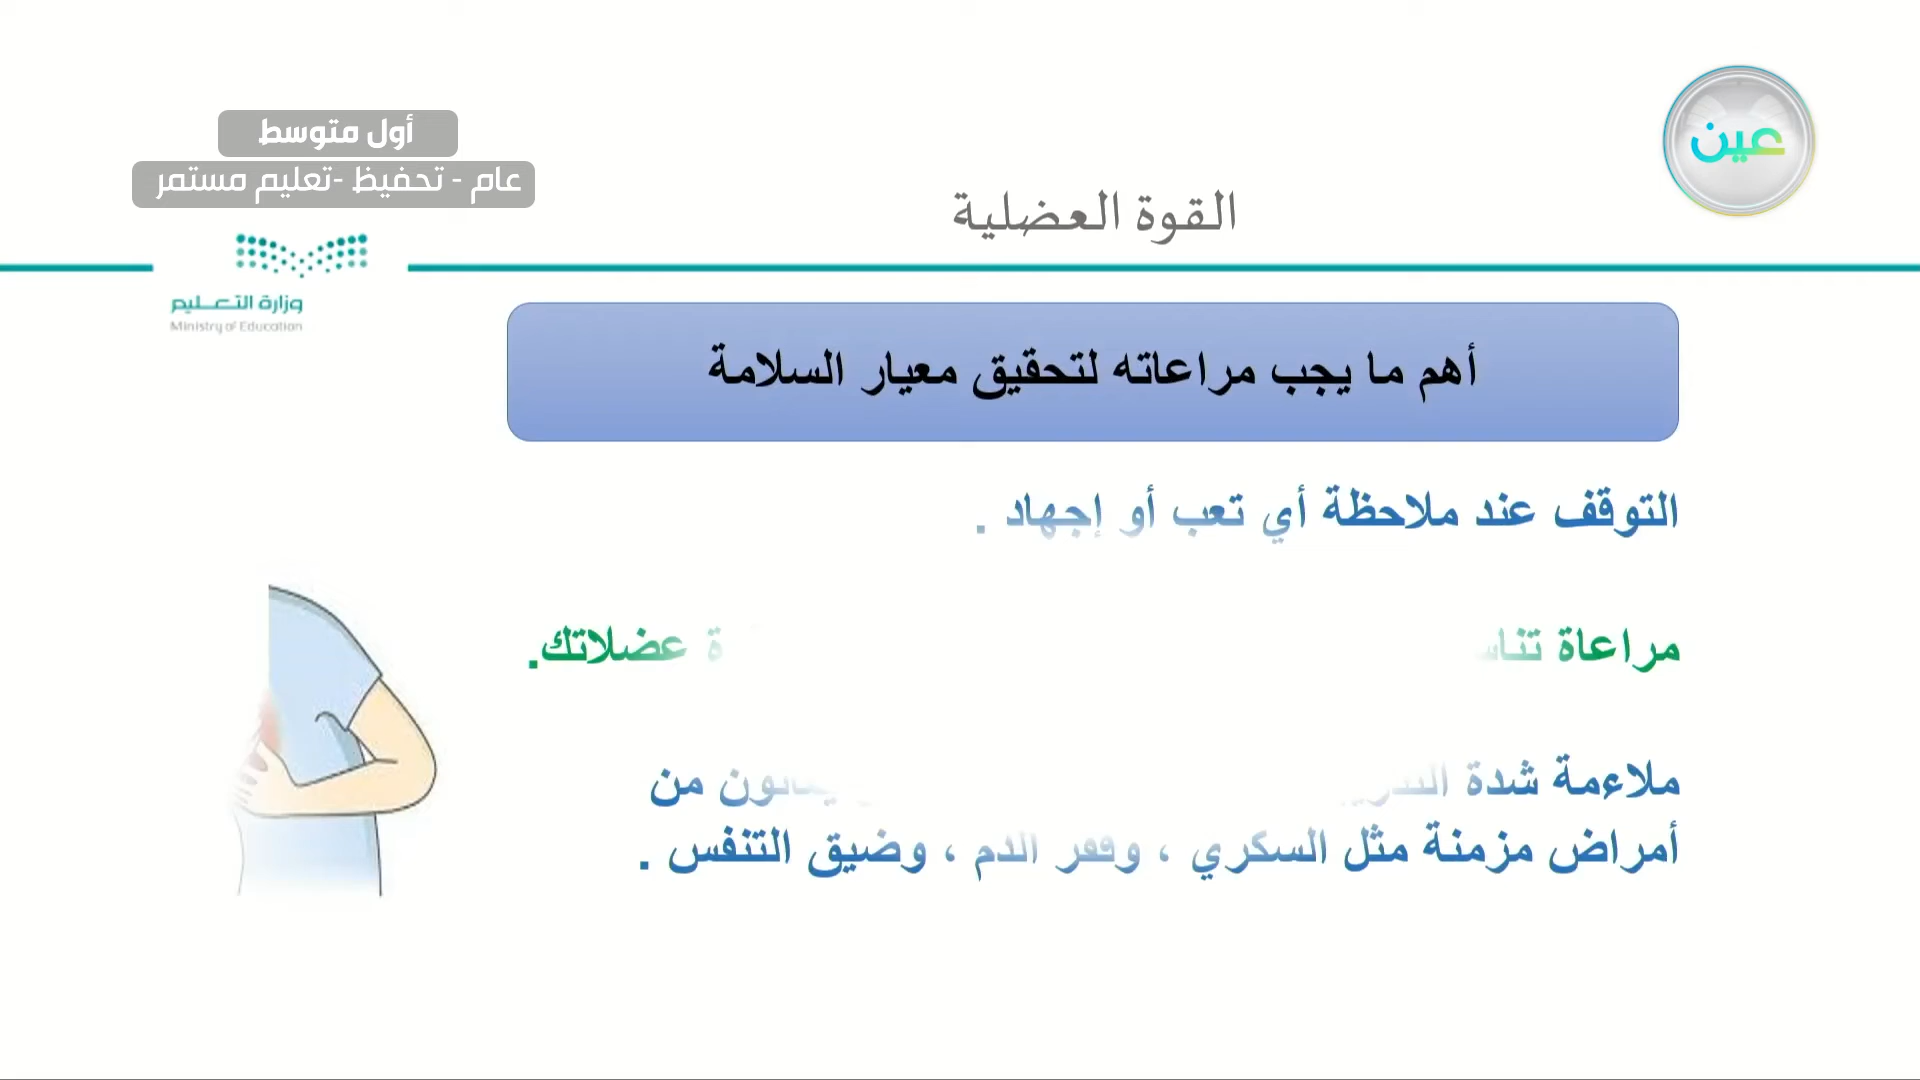 عين
أول متوسط
عام - تحفيظ -تعليم مستمر
القوة العضلية
وزارة التعليم
Ministry of Education
أهم ما يجب مراعاته لتحقيق معيار السلامة
التوقف عند ملاحظة أي تعب أو إجهاد .
مراعاة عضلاتك.
ملاءمة شدة يعانون من
أمراض مزمنة مثل السكري ، وفقر الدم ، وضيق التنفس .